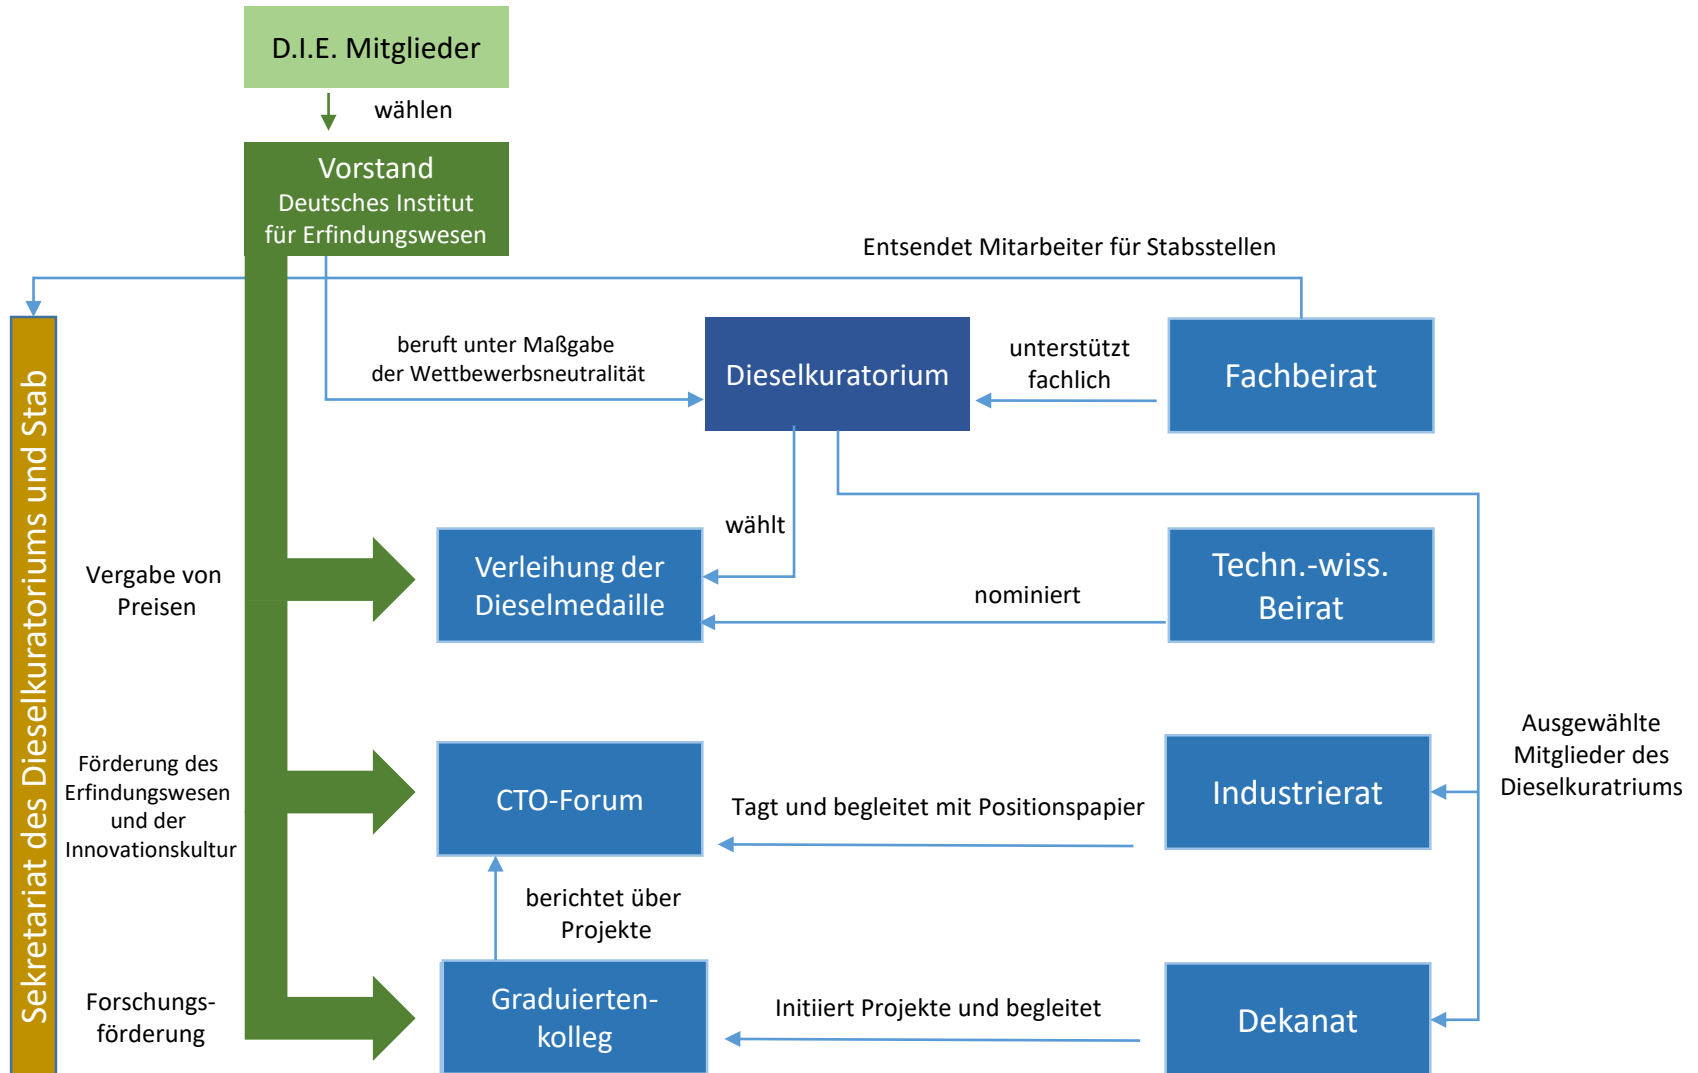 D.I.E. Mitglieder
wählen
Vorstand
Deutsches Institut
für Erfindungswesen
Entsendet Mitarbeiter für Stabsstellen
Sekretariat des Dieselkuratoriums und Stab
beruft unter Maßgabe
der Wettbewerbsneutralität
Dieselkuratorium
unterstützt
fachlich
Fachbeirat
wählt
Vergabe von
Preisen
Verleihung der
Dieselmedaille
nominiert
Techn.-wiss.
Beirat
Ausgewählte
Mitglieder des
Dieselkuratriums
Förderung des
Erfindungswesen
und der
Innovationskultur
CTO-Forum
Tagt und begleitet mit Positionspapier
Industrierat
berichtet über
Projekte
Forschungs-
förderung
Graduierten-
kolleg
Initiiert Projekte und begleitet
Dekanat